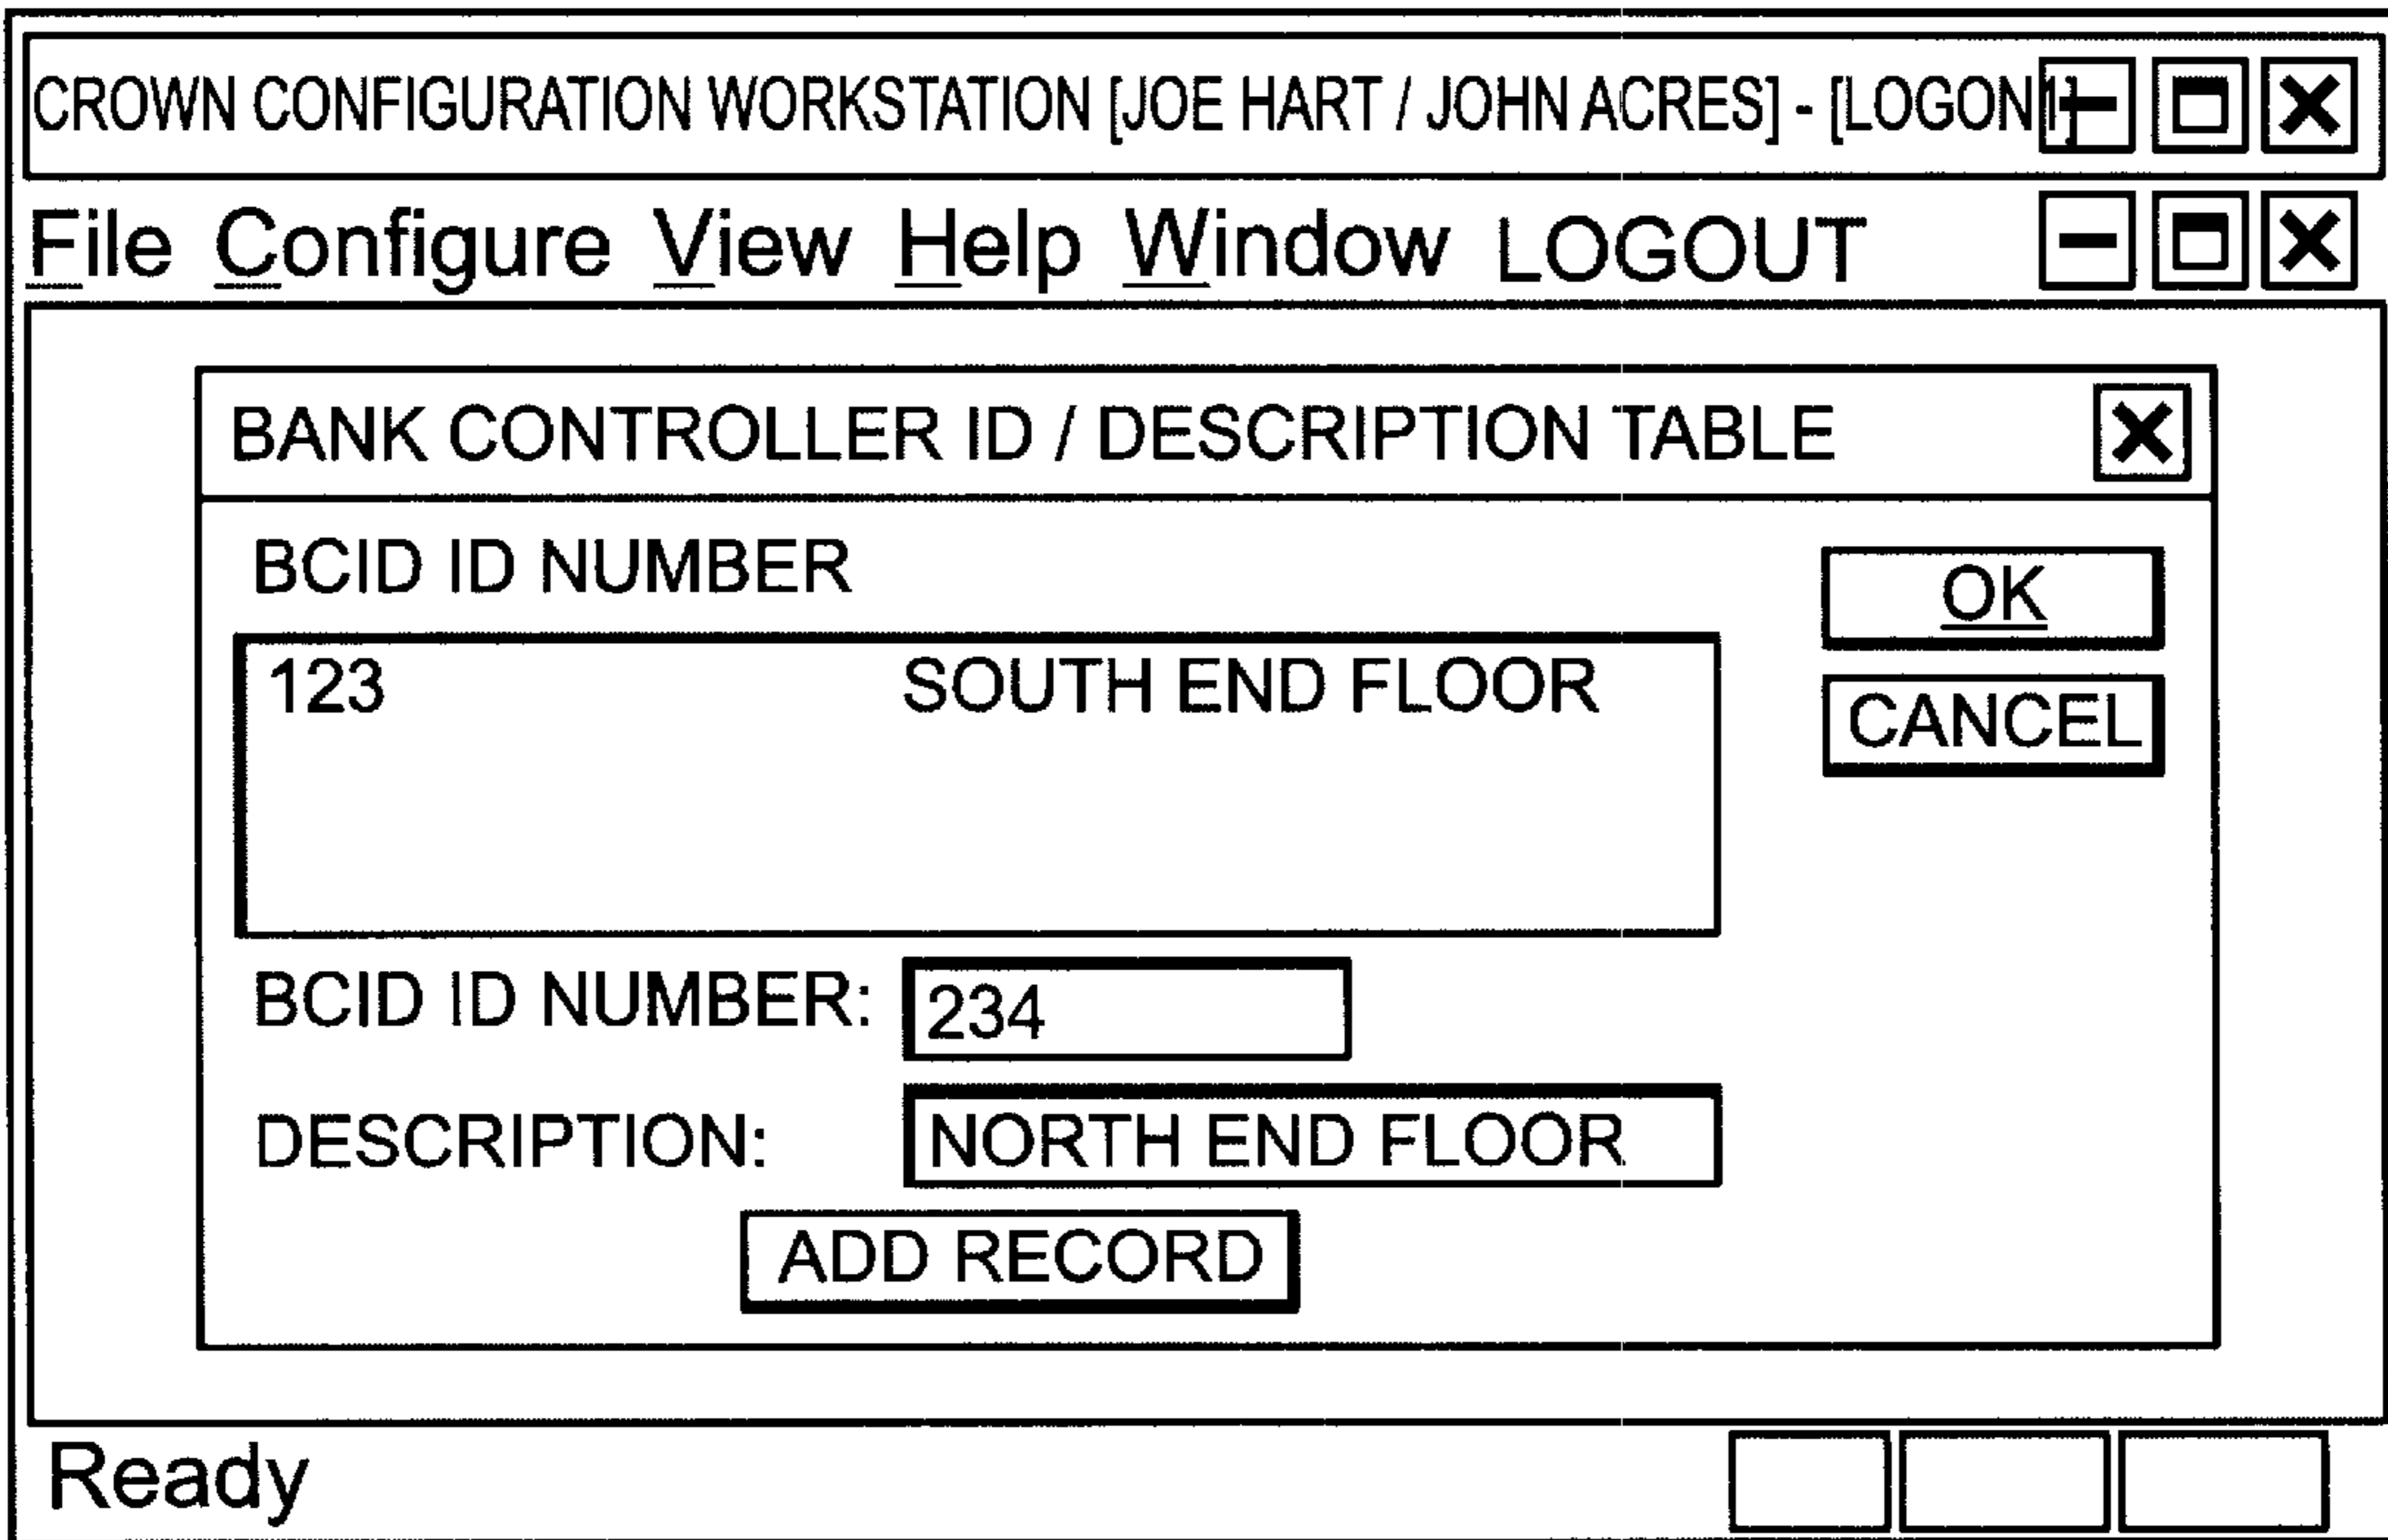 CROWN CONFIGURATION WORKSTATION [JOE HART / JOHN ACRES] - [LOGON1]
File Configure View Help Window LOGOUT
BANK CONTROLLER ID / DESCRIPTION TABLE
BCID ID NUMBER
OK
123 SOUTH END FLOOR
CANCEL
BCID ID NUMBER: 234
DESCRIPTION: NORTH END FLOOR
ADD RECORD
Ready